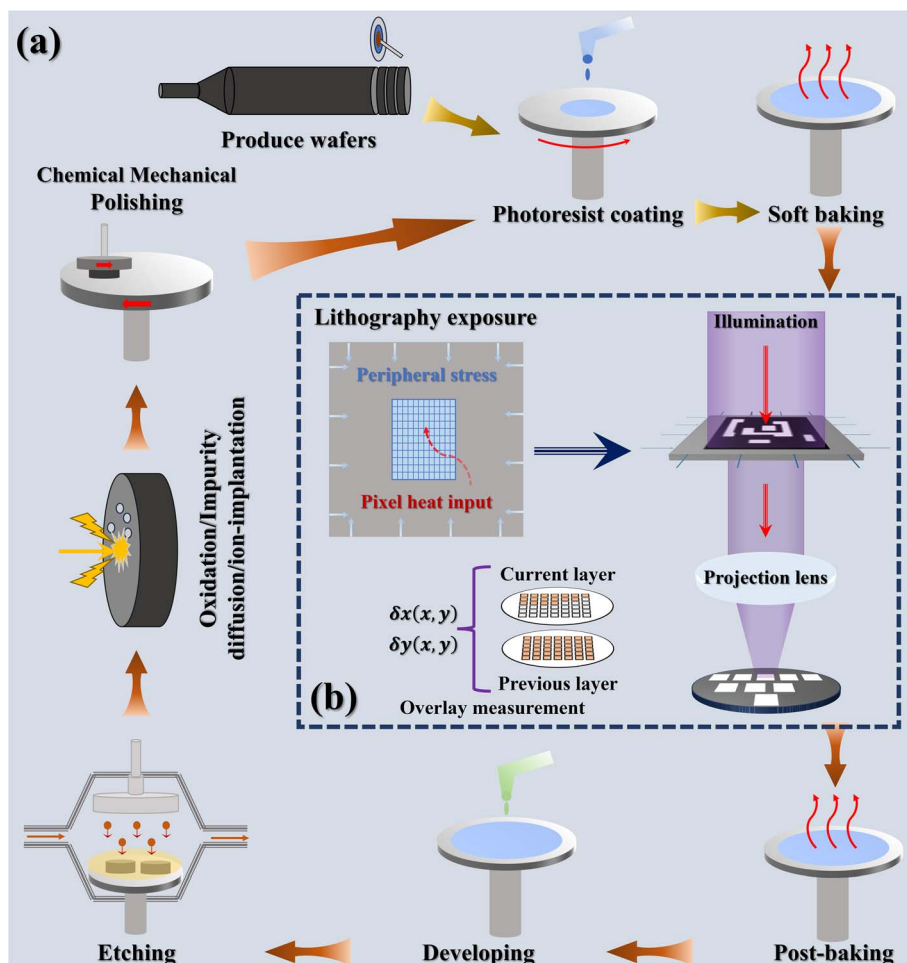 (a)
Produce wafers
Photoresist coating
Soft baking
Chemical Mechanical
Polishing
Lithography exposure
Peripheral stress
Pixel heat input
Illumination
Projection lens
Current layer
δx(x, y)
δy(x, y)
Previous layer
Overlay measurement
(b)
Oxidation/Impurity
diffusion/ion-implantation
Etching
Developing
Post-baking